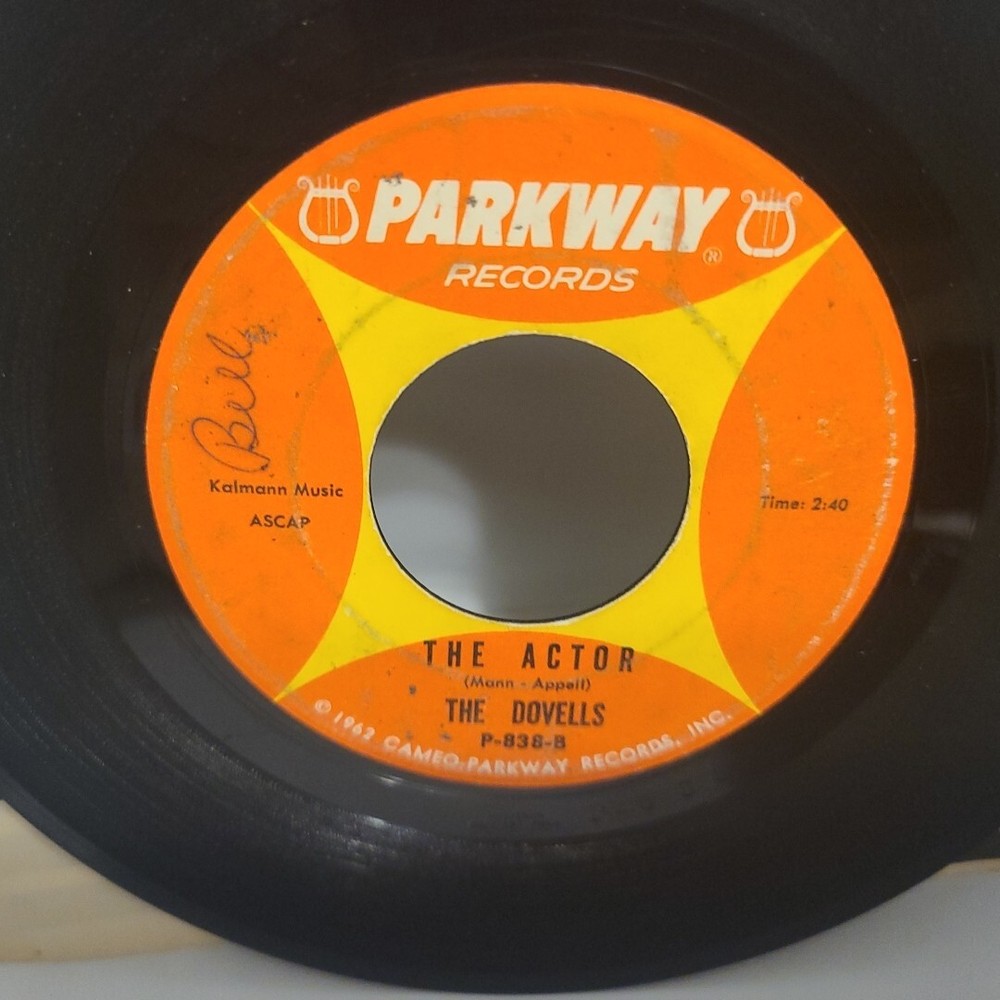 PARKWAY ®
RECORDS
Kalmann Music
ASCAP
Time: 2:40
THE ACTOR
(Mann - Appell)
THE DOVELLS
P-838-B
© 1962 CAMEO-PARKWAY RECORDS, INC.